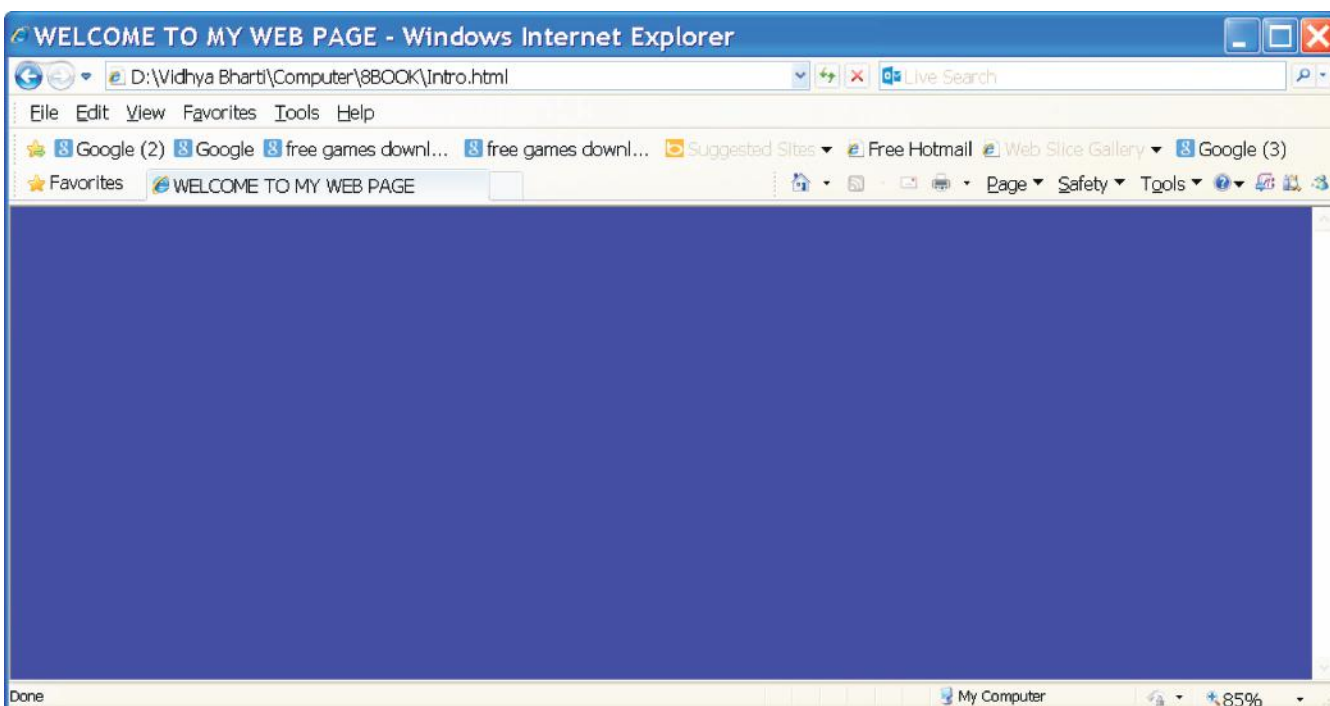 WELCOME TO MY WEB PAGE - Windows Internet Explorer
D:\Vidhya Bharti\Computer\8BOOK\Intro.html Live Search
File Edit View Favorites Tools Help
Google (2) Google free games downl... free games downl... Suggested Sites Free Hotmail Web Slice Gallery Google (3)
Favorites WELCOME TO MY WEB PAGE Page Safety Tools
Done My Computer 85%